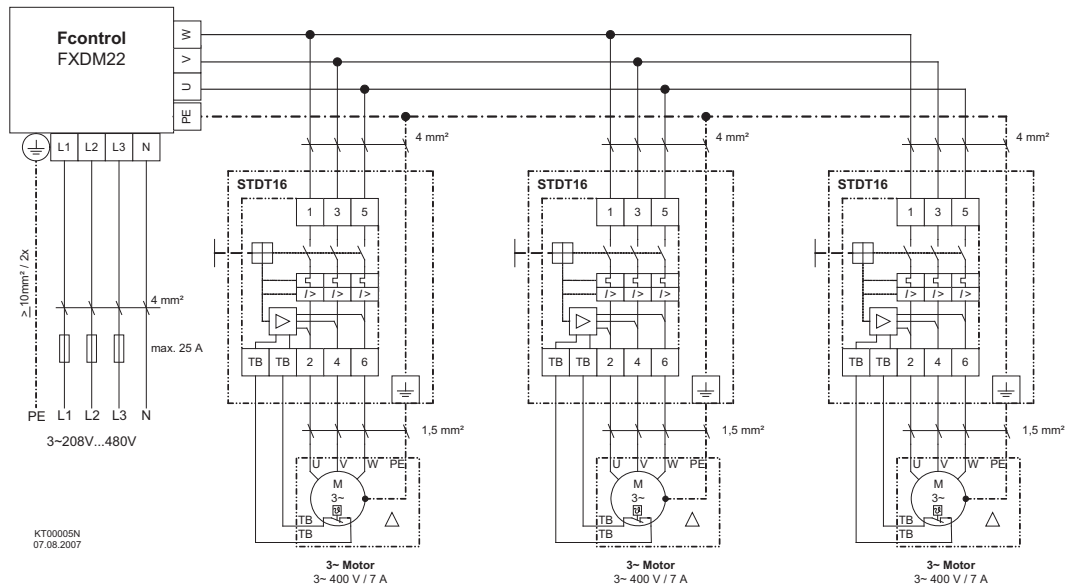 Fcontrol
FXDM22
W
V
U
PE
L1 L2 L3 N
≥ 10mm² / 2x
4 mm²
max. 25 A
PE L1 L2 L3 N
3~208V...480V
KT00005N
07.08.2007
4 mm²
STDT16
1 3 5
I> I> I>
TB TB 2 4 6
1,5 mm²
U V W PE
M
3~
TB
TB
3~ Motor
3~ 400 V / 7 A
4 mm²
STDT16
1 3 5
I> I> I>
TB TB 2 4 6
1,5 mm²
U V W PE
M
3~
TB
TB
3~ Motor
3~ 400 V / 7 A
4 mm²
STDT16
1 3 5
I> I> I>
TB TB 2 4 6
1,5 mm²
U V W PE
M
3~
TB
TB
3~ Motor
3~ 400 V / 7 A